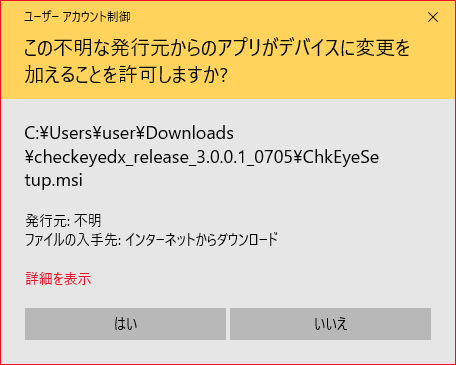 ユーザー アカウント制御
この不明な発行元からのアプリがデバイスに変更を
加えることを許可しますか?
C:¥Users¥user¥Downloads
¥checkeyedx_release_3.0.0.1_0705¥ChkEyeSe
tup.msi
発行元: 不明
ファイルの入手先: インターネットからダウンロード
詳細を表示
はい
いいえ